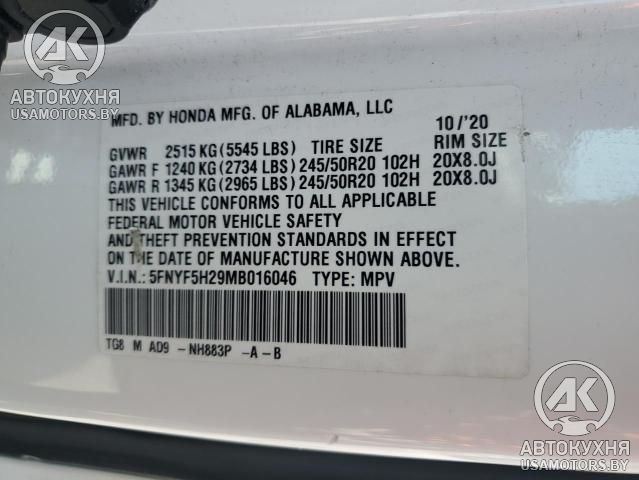 AK
АВТОКУХНЯ
USAMOTORS.BY
MFD. BY HONDA MFG. OF ALABAMA, LLC 10/'20
GVWR 2515 KG (5545 LBS) TIRE SIZE RIM SIZE
GAWR F 1240 KG (2734 LBS) 245/50R20 102H 20X8.0J
GAWR R 1345 KG (2965 LBS) 245/50R20 102H 20X8.0J
THIS VEHICLE CONFORMS TO ALL APPLICABLE
FEDERAL MOTOR VEHICLE SAFETY
AND THEFT PREVENTION STANDARDS IN EFFECT
ON THE DATE OF MANUFACTURE SHOWN ABOVE.
V.I.N.: 5FNYF5H29MB016046 TYPE: MPV
TG8 M AD9 -NH883P -A-B
AK
АВТОКУХНЯ
USAMOTORS.BY